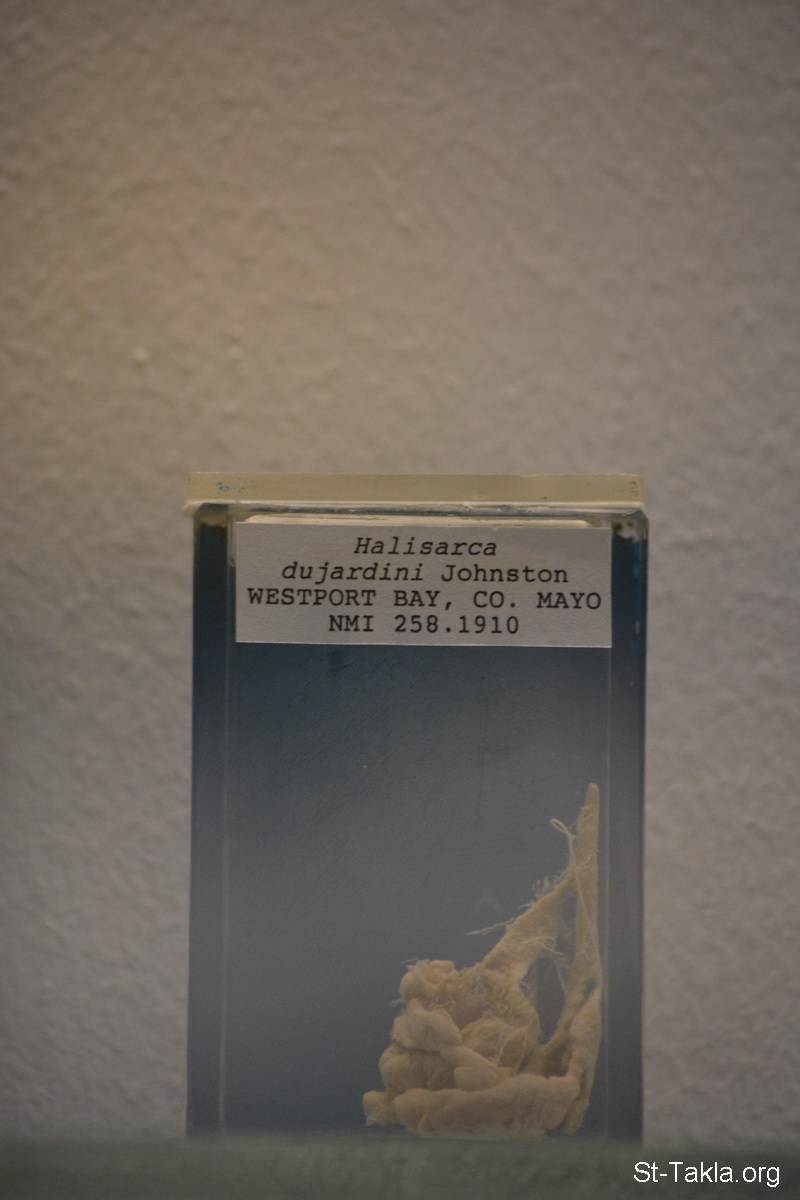 Halisarca
dujardini Johnston
WESTPORT BAY, CO. MAYO
NMI 258.1910
St-Takla.org